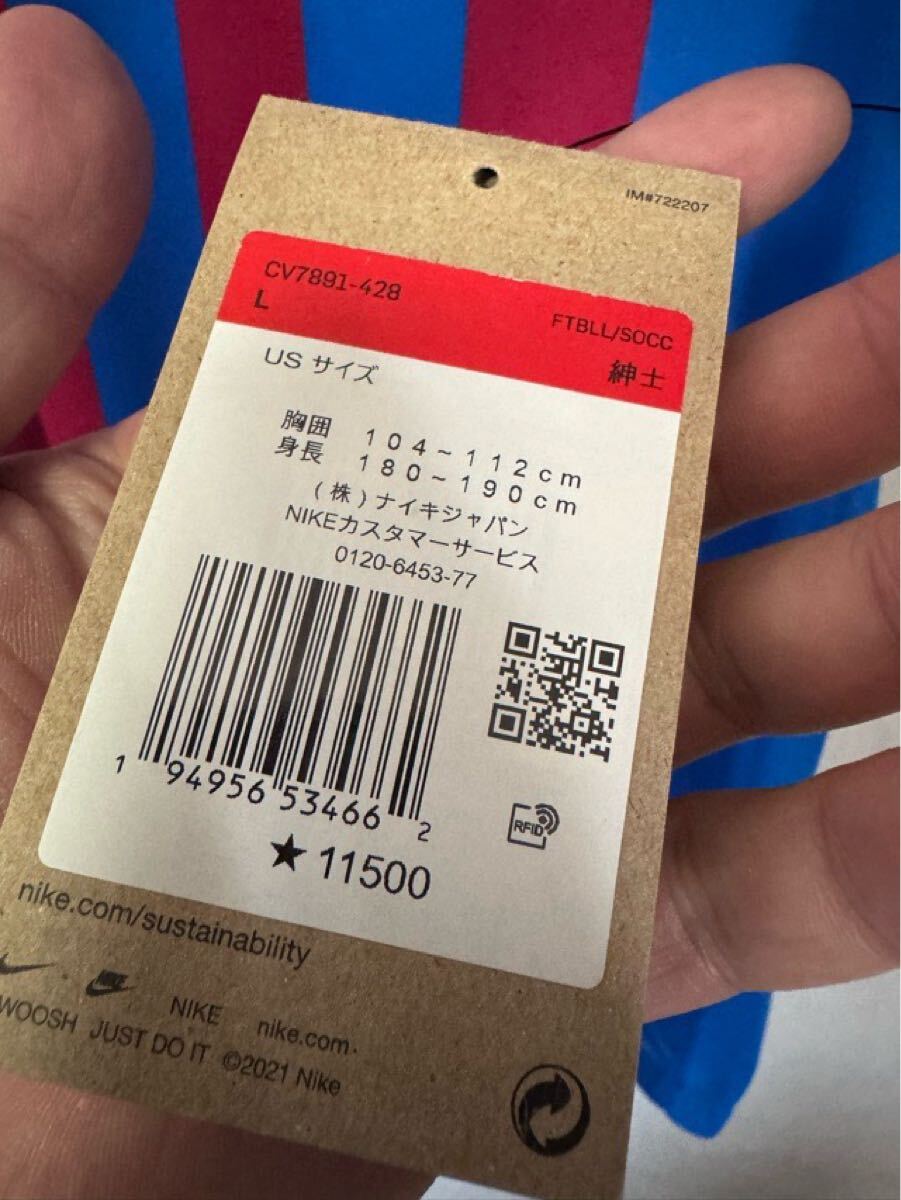 IM#722207
CV7891-428
L
FTBLL/SOCC
紳士
US サイズ
胸囲 104~112cm
身長 180~190cm
(株)ナイキジャパン
NIKEカスタマーサービス
0120-6453-77
1 94956 53466 2
RFID
★11500
nike.com/sustainability
NIKE nike.com.
WOOSH JUST DO IT ©2021 Nike